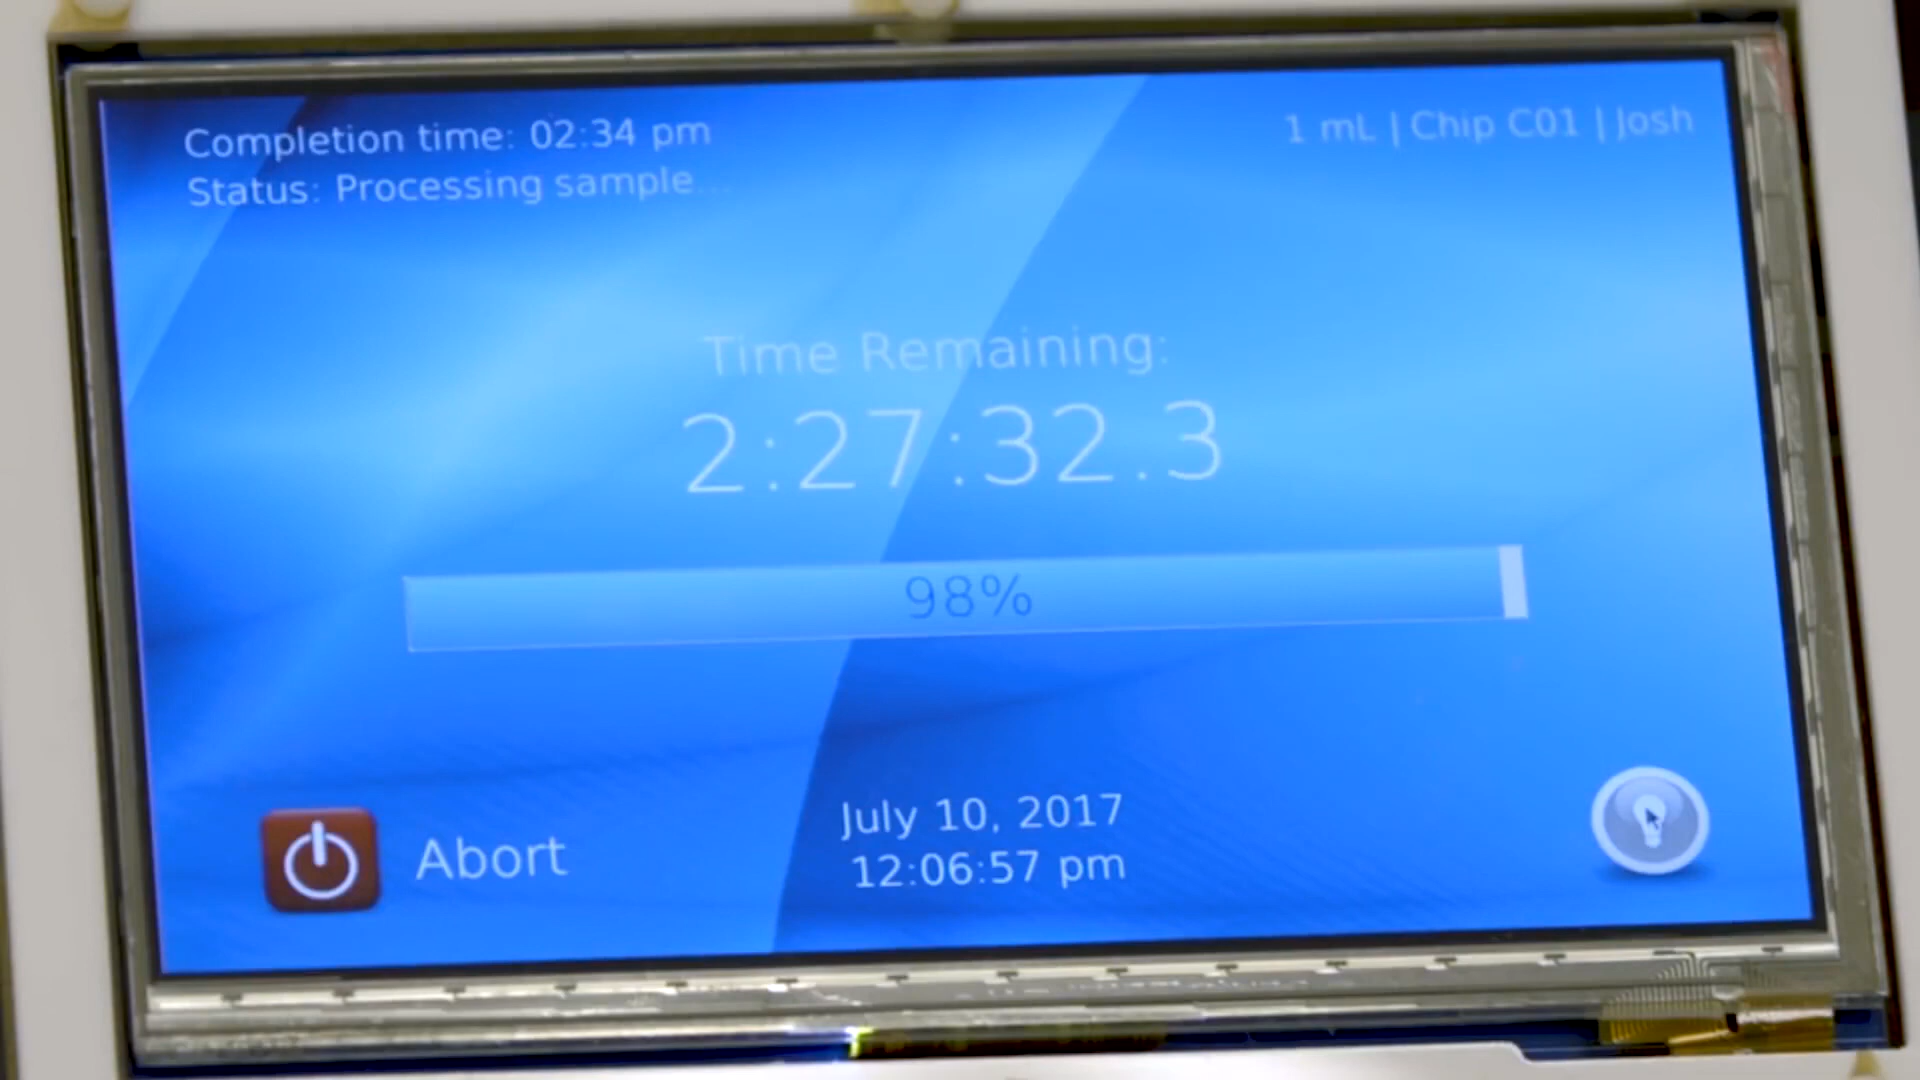 Completion time: 02:34 pm
1 mL | Chip C01 | Josh
Status: Processing sample...
Time Remaining:
2:27:32.3
98%
Abort
July 10, 2017
12:06:57 pm